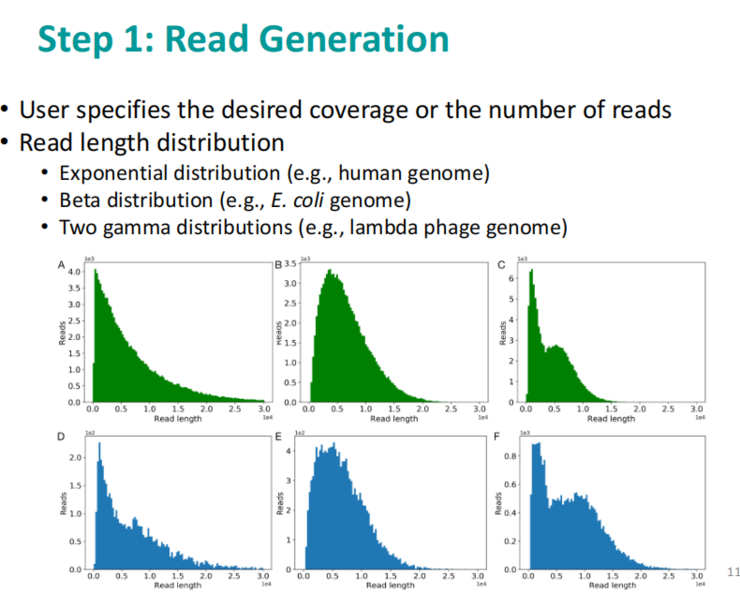 Step 1: Read Generation
• User specifies the desired coverage or the number of reads
• Read length distribution
• Exponential distribution (e.g., human genome)
• Beta distribution (e.g., E. coli genome)
• Two gamma distributions (e.g., lambda phage genome)
A
1e3
4.0
3.5
3.0
2.5
2.0
1.5
1.0
0.5
0.0
Reads
0.0 0.5 1.0 1.5 2.0 2.5 3.0
Read length
1e4
B
1e3
3.5
3.0
2.5
2.0
1.5
1.0
0.5
0.0
Reads
0.0 0.5 1.0 1.5 2.0 2.5 3.0
Read length
1e4
C
1e3
6
5
4
3
2
1
0
Reads
0.0 0.5 1.0 1.5 2.0 2.5 3.0
Read length
1e4
D
1e2
2.0
1.5
1.0
0.5
0.0
Reads
0.0 0.5 1.0 1.5 2.0 2.5 3.0
Read length
1e4
E
1e2
4
3
2
1
0
Reads
0.0 0.5 1.0 1.5 2.0 2.5 3.0
Read length
1e4
F
1e3
0.8
0.6
0.4
0.2
0.0
Reads
0.0 0.5 1.0 1.5 2.0 2.5 3.0
Read length
1e4
11